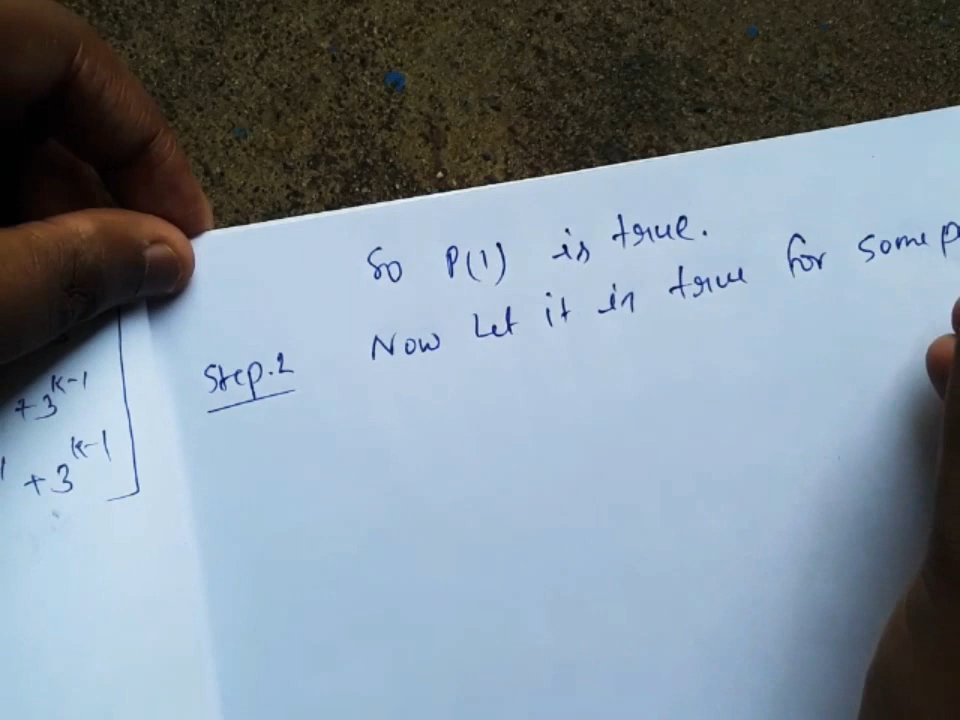 So P(1) is true.
Step.2 Now Let it is true for some
+3^{k-1}
+3^{k-1}